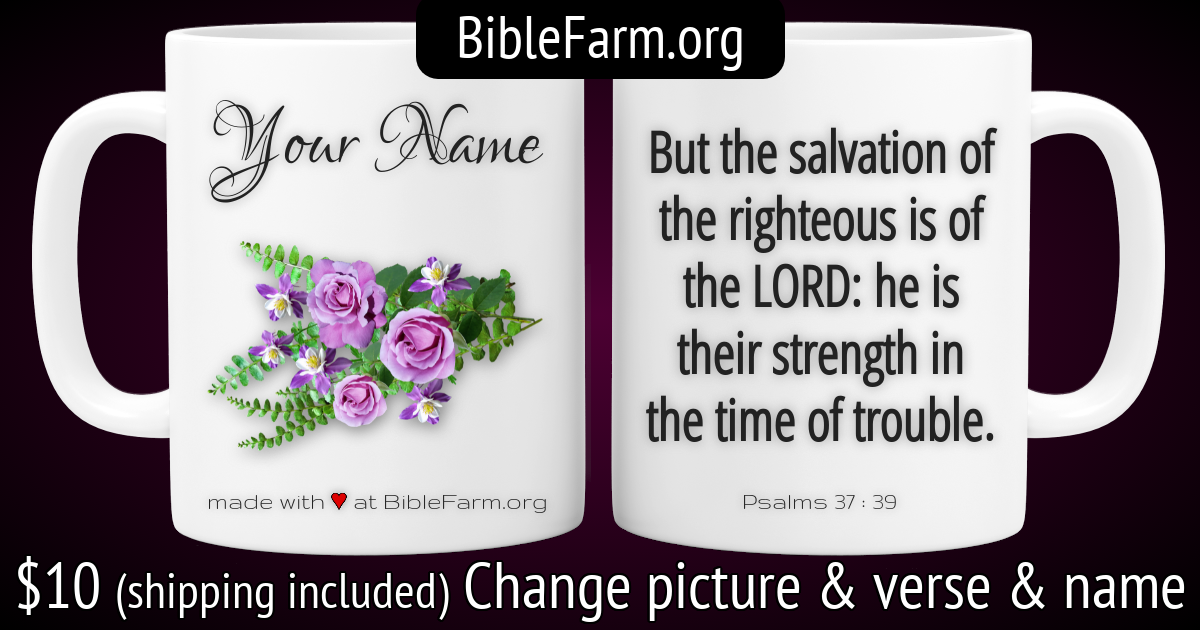 BibleFarm.org
Your Name
made with ♥ at BibleFarm.org
But the salvation of
the righteous is of
the LORD: he is
their strength in
the time of trouble.
Psalms 37 : 39
$10 (shipping included) Change picture & verse & name